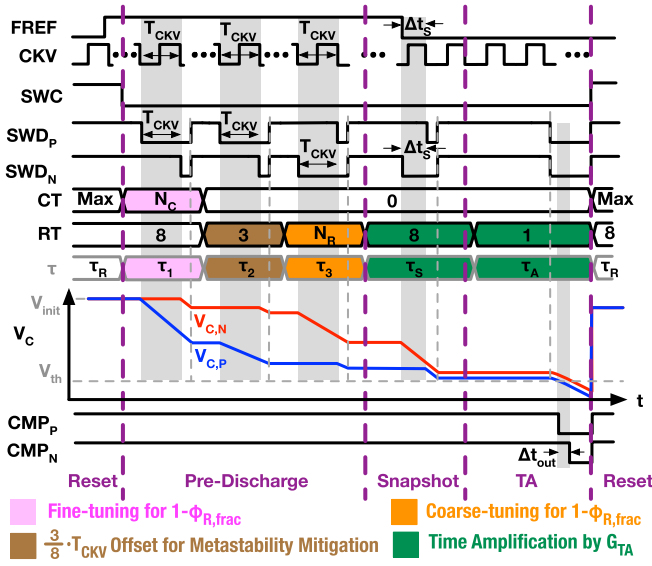 FREF Δt_S
T_CKV T_CKV T_CKV
CKV
SWC
T_CKV T_CKV
SWD_P
T_CKV Δt_S
SWD_N
CT Max N_C 0 Max
RT 8 3 N_R 8 1 8
τ τ_R τ_1 τ_2 τ_3 τ_S τ_A τ_R
V_init
V_C V_C,N
V_C,P
V_th
t
CMP_P
CMP_N Δt_out
Reset Pre-Discharge Snapshot TA Reset
Fine-tuning for 1-Φ_R,frac Coarse-tuning for 1-Φ_R,frac
3/8·T_CKV Offset for Metastability Mitigation Time Amplification by G_TA